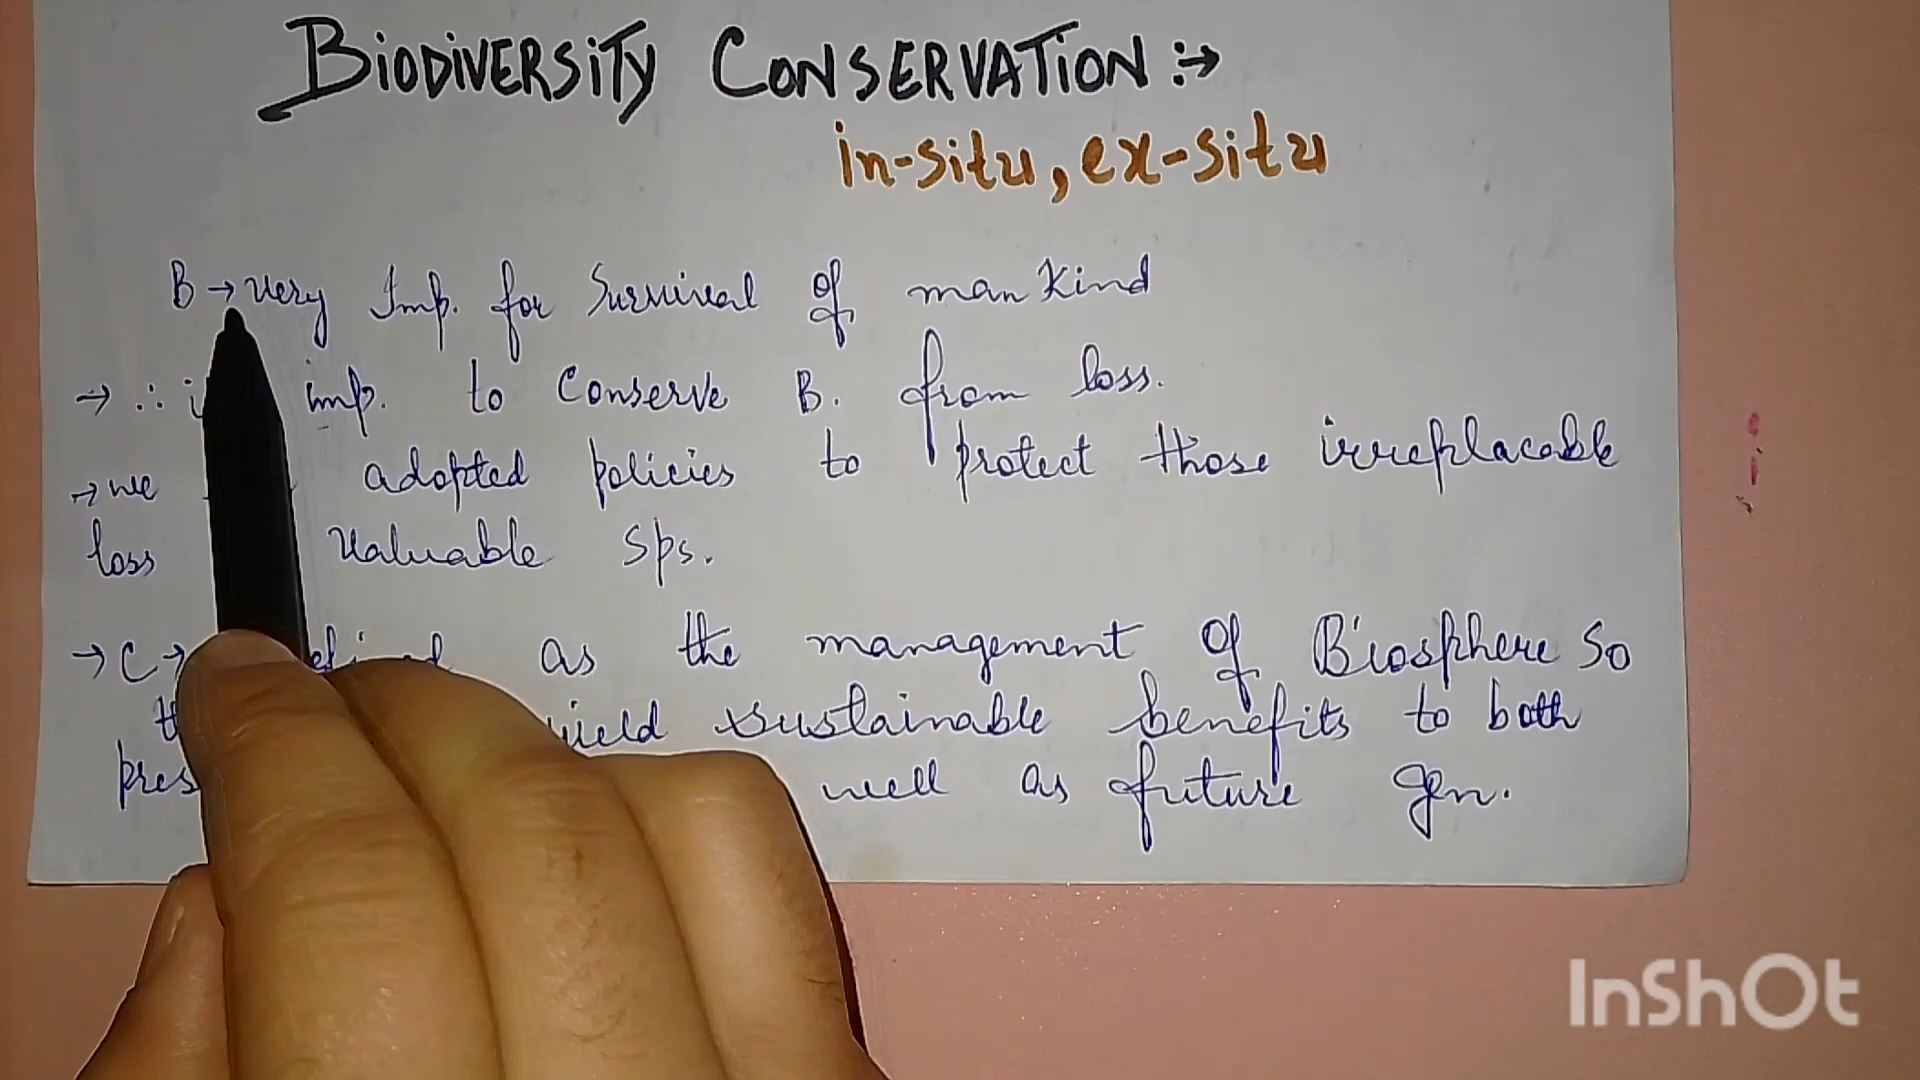 BIODIVERSITY CONSERVATION :→
in-situ, ex-situ
B → very Imp. for Survival of man kind
→ ∴ imp. to Conserve B. from loss.
→ we adopted policies to protect those irreplacable
loss valuable sps.
→ C → as the management of Biosphere So
yield sustainable benefits to both
well as future gen.
InShOt